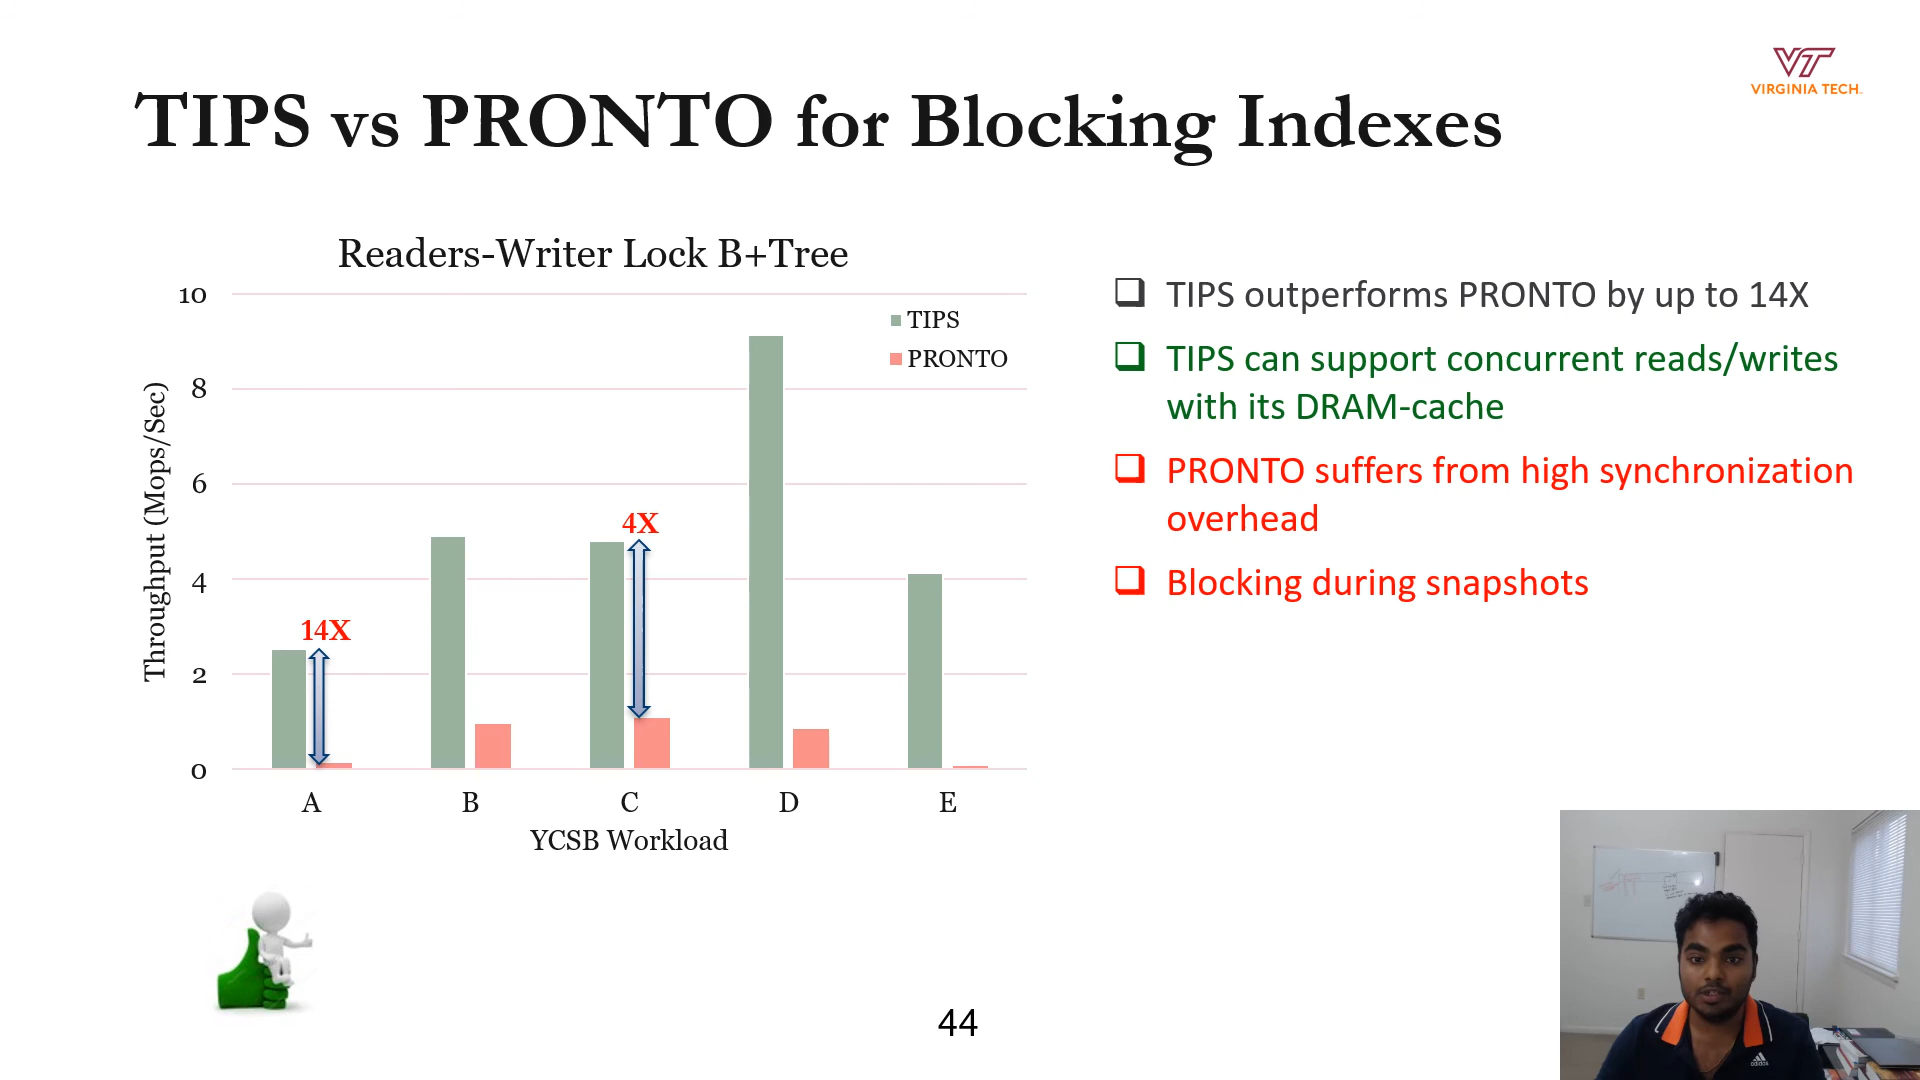 VIRGINIA TECH
TIPS vs PRONTO for Blocking Indexes
Readers-Writer Lock B+Tree
10
8
6
4
2
0
Throughput (Mops/Sec)
TIPS
PRONTO
14X
4X
A B C D E
YCSB Workload
TIPS outperforms PRONTO by up to 14X
TIPS can support concurrent reads/writes
with its DRAM-cache
PRONTO suffers from high synchronization
overhead
Blocking during snapshots
adidas
44